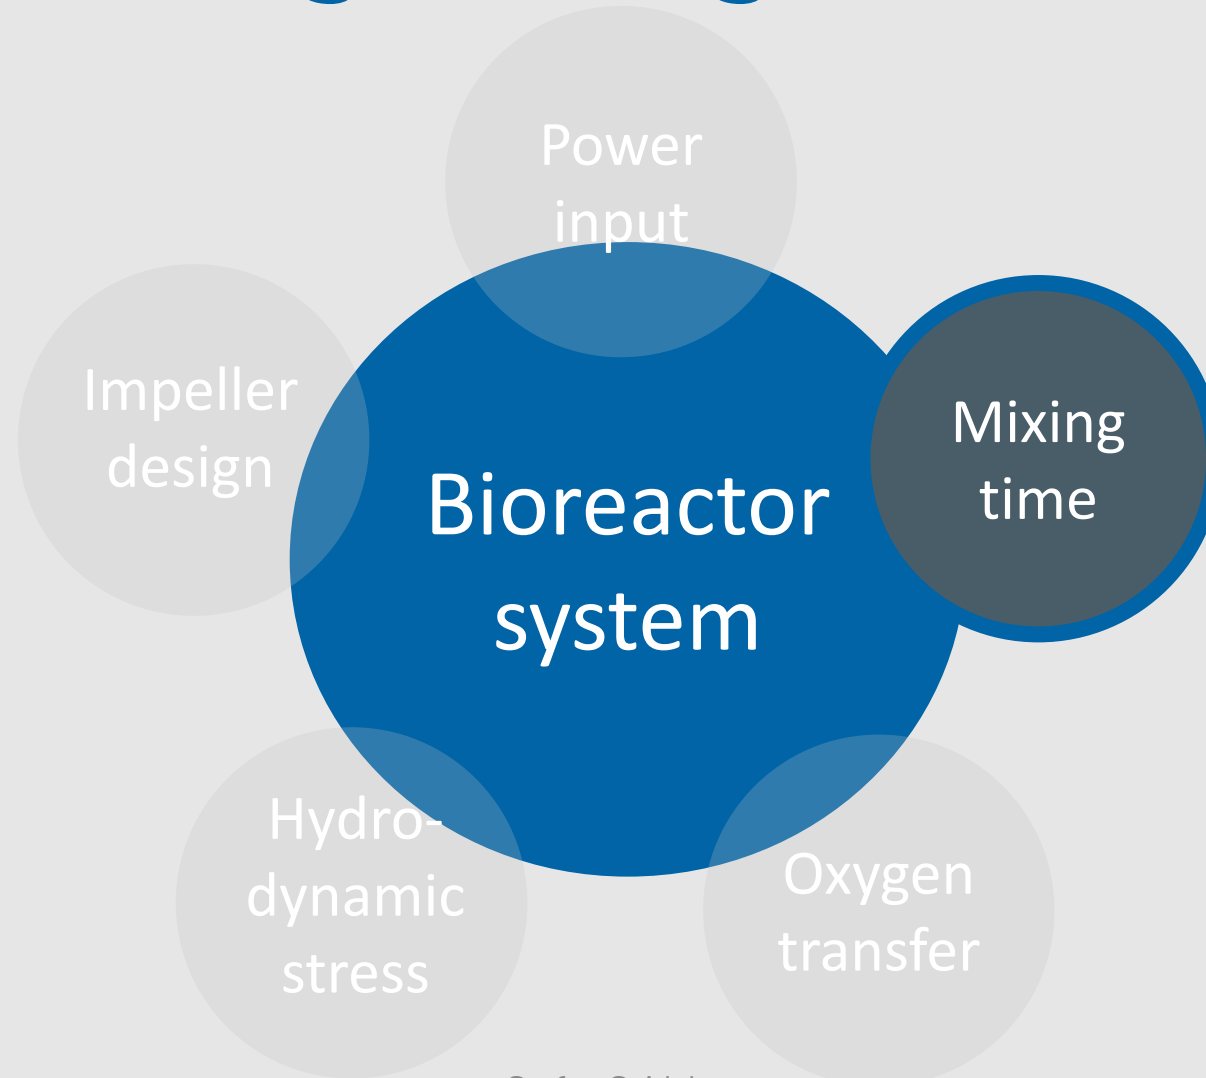 Power
input
Impeller
design
Mixing
time
Bioreactor
system
Hydro-
dynamic
stress
Oxygen
transfer